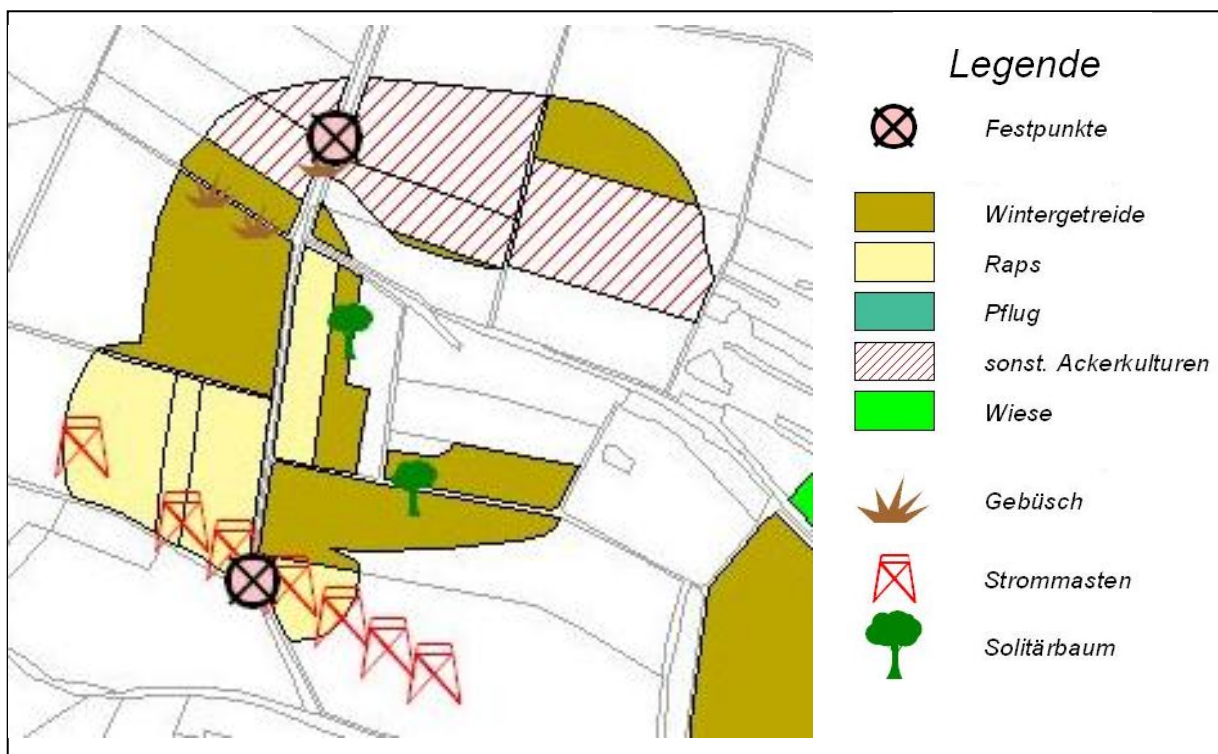 Legende
Festpunkte
Wintergetreide
Raps
Pflug
sonst. Ackerkulturen
Wiese
Gebüsch
Strommasten
Solitärbaum